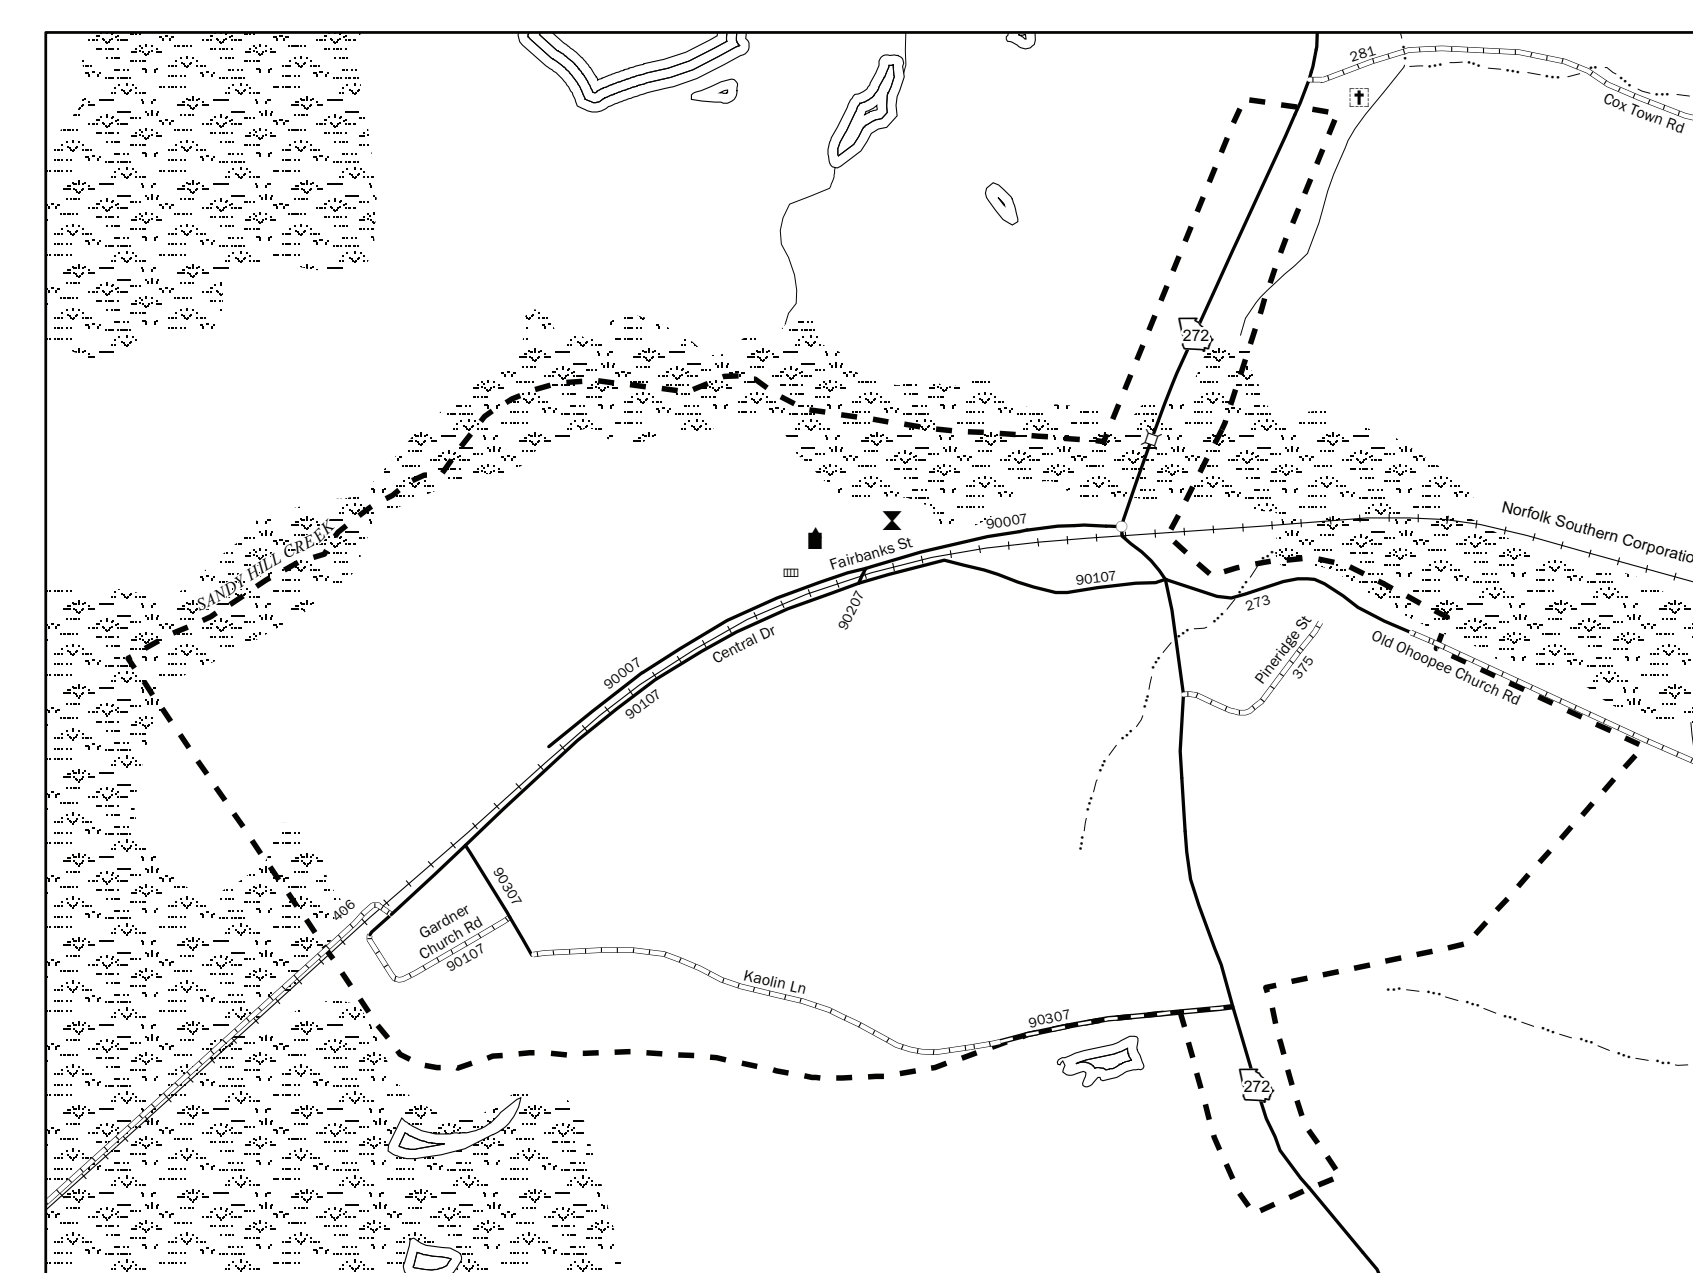 281
Cox Town Rd
272
Norfolk Southern Corporatio
90007
Fairbanks St
SANDY HILL CREEK
90107
273
90207
Pineridge St
375
Old Ohoopee Church Rd
Central Dr
90007
90107
90307
406
Gardner
Church Rd
90107
Kaolin Ln
90307
272